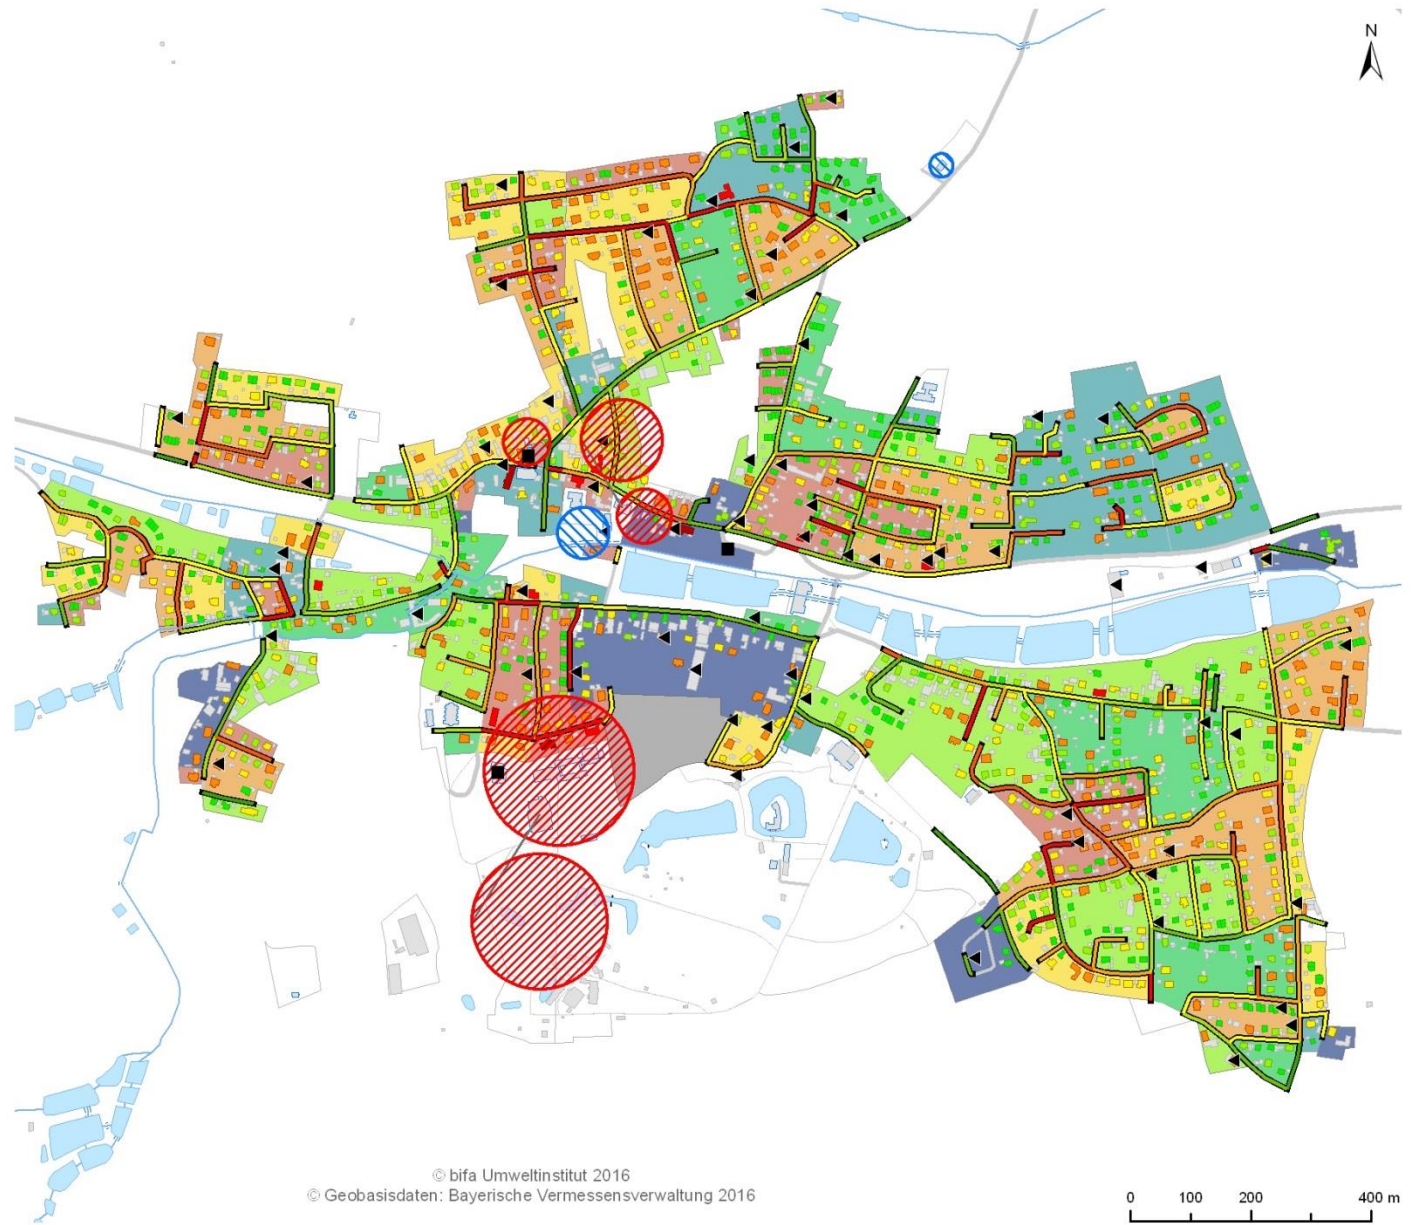 N
© bifa Umweltinstitut 2016
© Geobasisdaten: Bayerische Vermessensverwaltung 2016
0 100 200 400 m